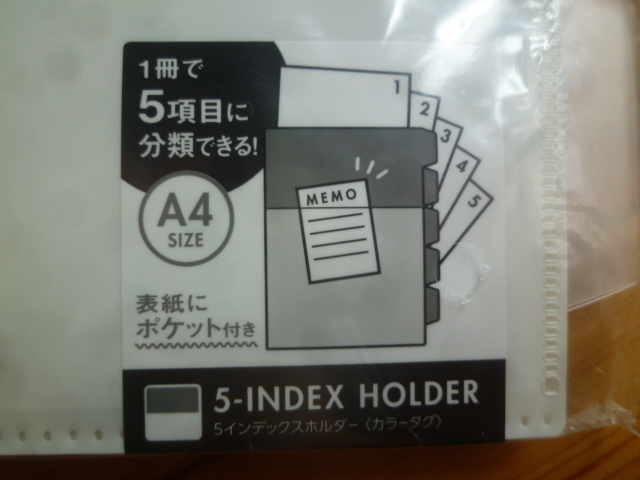 1冊で
5項目に
分類できる!
A4
SIZE
表紙に
ポケット付き
1
2
3
4
5
MEMO
5-INDEX HOLDER
5インデックスホルダー〈カラータグ〉